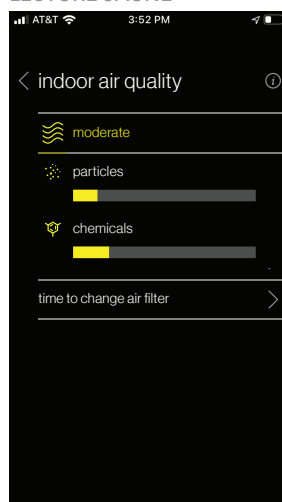 AT&T 3:52 PM
indoor air quality
moderate
particles
chemicals
time to change air filter